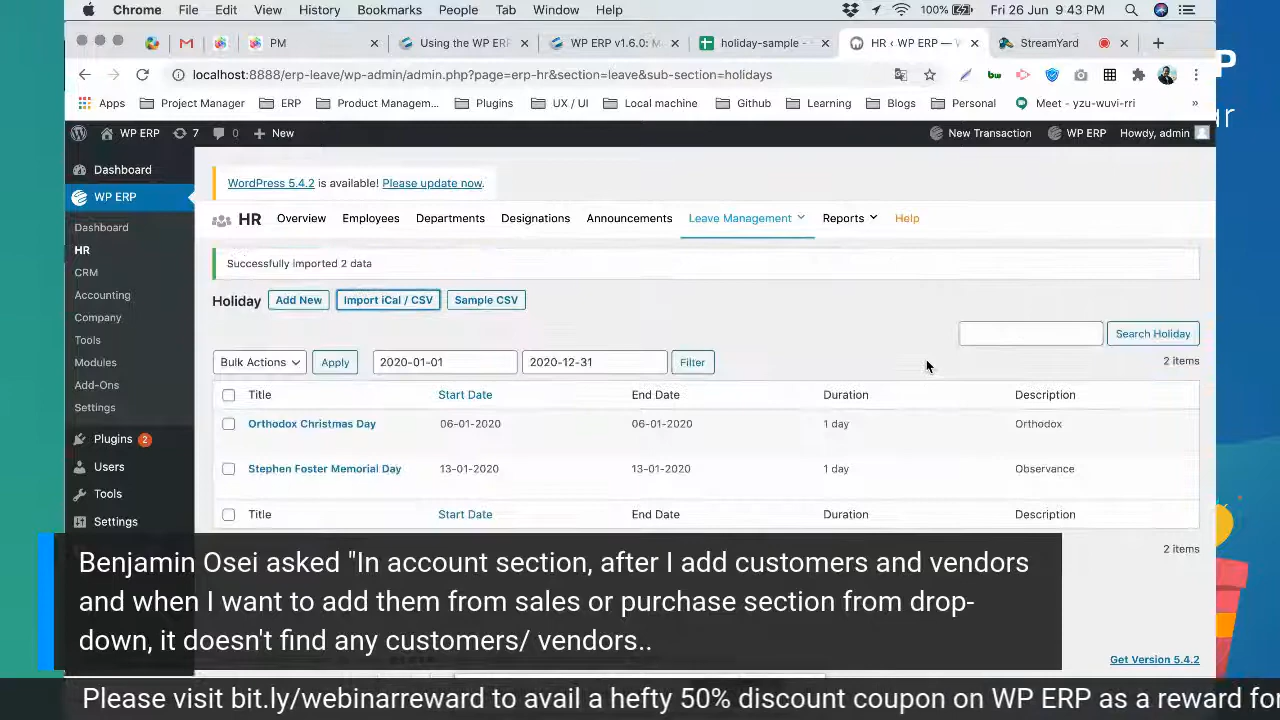 Chrome File Edit View History Bookmarks People Tab Window Help 100% Fri 26 Jun 9:43 PM
PM Using the WP ERP WP ERP v1.6.0: M holiday-sample - HR ‹ WP ERP — StreamYard
localhost:8888/erp-leave/wp-admin/admin.php?page=erp-hr&section=leave&sub-section=holidays
Apps Project Manager ERP Product Managem... Plugins UX / UI Local machine Github Learning Blogs Personal Meet - yzu-wuvi-rri »
WP ERP 7 0 + New New Transaction WP ERP Howdy, admin
Dashboard
WP ERP
Dashboard
HR
CRM
Accounting
Company
Tools
Modules
Add-Ons
Settings
Plugins 2
Users
Tools
Settings
WordPress 5.4.2 is available! Please update now.
HR Overview Employees Departments Designations Announcements Leave Management Reports Help
Successfully imported 2 data
Holiday Add New Import iCal / CSV Sample CSV
Search Holiday
Bulk Actions Apply 2020-01-01 2020-12-31 Filter 2 items
Title Start Date End Date Duration Description
Orthodox Christmas Day 06-01-2020 06-01-2020 1 day Orthodox
Stephen Foster Memorial Day 13-01-2020 13-01-2020 1 day Observance
Title Start Date End Date Duration Description
2 items
Get Version 5.4.2
Benjamin Osei asked "In account section, after I add customers and vendors
and when I want to add them from sales or purchase section from drop-
down, it doesn't find any customers/ vendors..
Please visit bit.ly/webinarreward to avail a hefty 50% discount coupon on WP ERP as a reward for